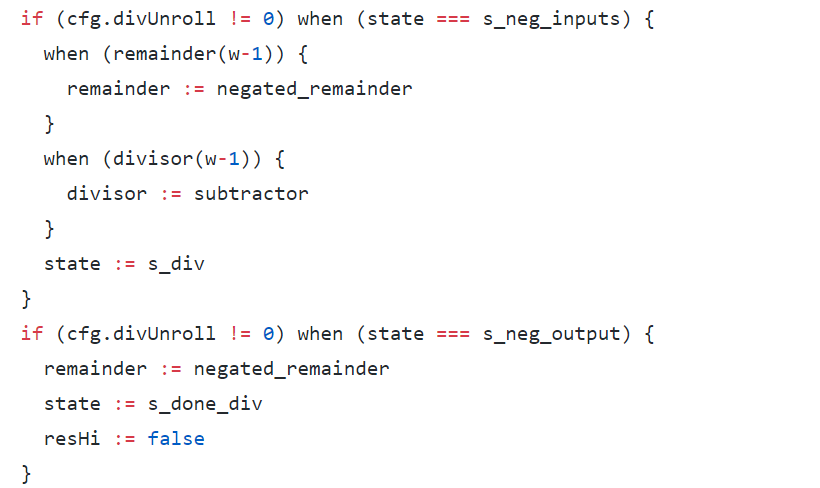 if (cfg.divUnroll != 0) when (state === s_neg_inputs) {
  when (remainder(w-1)) {
    remainder := negated_remainder
  }
  when (divisor(w-1)) {
    divisor := subtractor
  }
  state := s_div
}
if (cfg.divUnroll != 0) when (state === s_neg_output) {
  remainder := negated_remainder
  state := s_done_div
  resHi := false
}